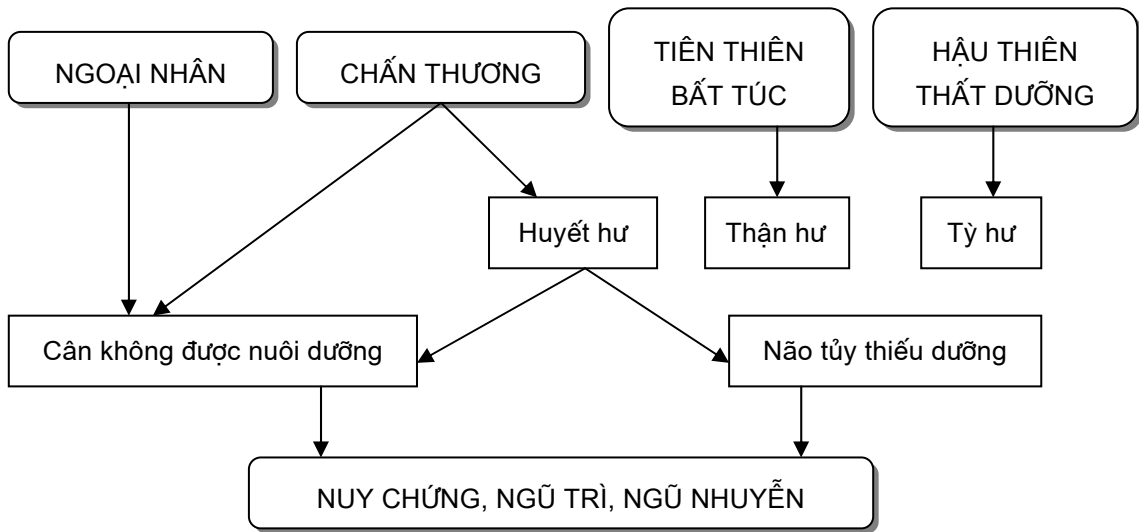 NGOẠI NHÂN
CHẤN THƯƠNG
TIÊN THIÊN
BẤT TÚC
HẬU THIÊN
THẤT DƯỠNG
Huyết hư
Thận hư
Tỳ hư
Cân không được nuôi dưỡng
Não tủy thiếu dưỡng
NUY CHỨNG, NGŨ TRÌ, NGŨ NHUYỄN